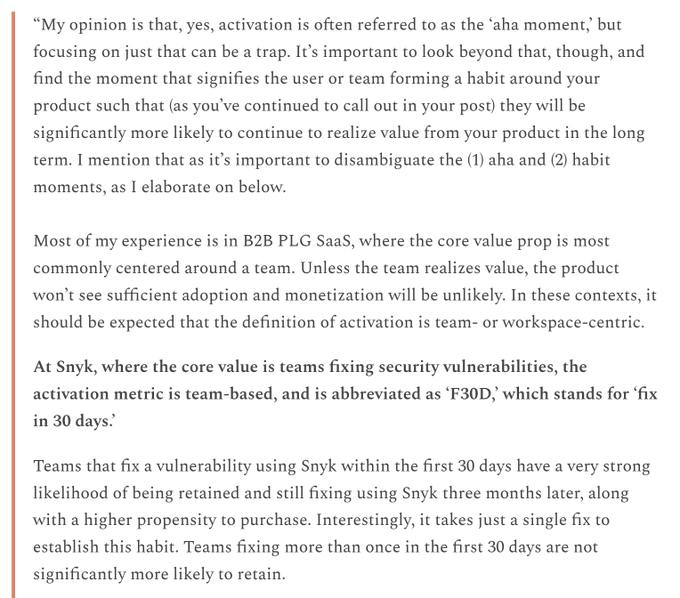 “My opinion is that, yes, activation is often referred to as the ‘aha moment,’ but
focusing on just that can be a trap. It’s important to look beyond that, though, and
find the moment that signifies the user or team forming a habit around your
product such that (as you’ve continued to call out in your post) they will be
significantly more likely to continue to realize value from your product in the long
term. I mention that as it’s important to disambiguate the (1) aha and (2) habit
moments, as I elaborate on below.
Most of my experience is in B2B PLG SaaS, where the core value prop is most
commonly centered around a team. Unless the team realizes value, the product
won’t see sufficient adoption and monetization will be unlikely. In these contexts, it
should be expected that the definition of activation is team- or workspace-centric.
At Snyk, where the core value is teams fixing security vulnerabilities, the
activation metric is team-based, and is abbreviated as ‘F30D,’ which stands for ‘fix
in 30 days.’
Teams that fix a vulnerability using Snyk within the first 30 days have a very strong
likelihood of being retained and still fixing using Snyk three months later, along
with a higher propensity to purchase. Interestingly, it takes just a single fix to
establish this habit. Teams fixing more than once in the first 30 days are not
significantly more likely to retain.